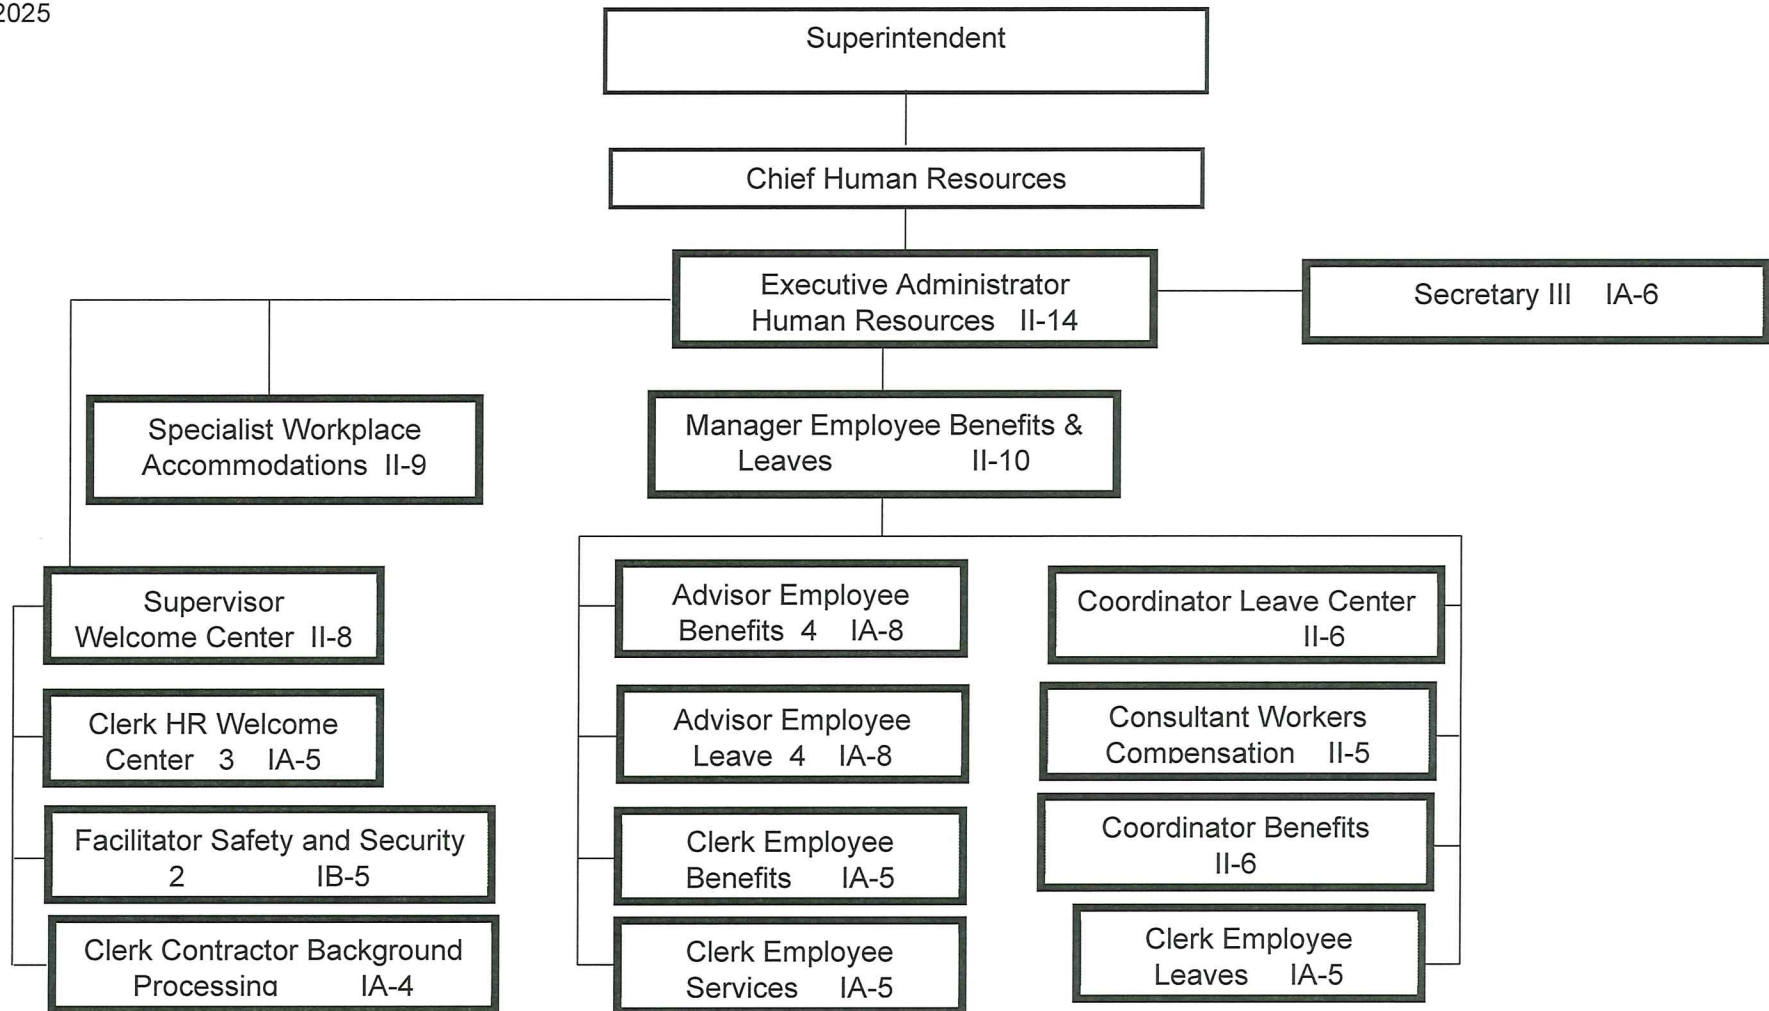 2025
Superintendent
Chief Human Resources
Executive Administrator
Human Resources II-14
Secretary III IA-6
Specialist Workplace
Accommodations II-9
Manager Employee Benefits &
Leaves II-10
Supervisor
Welcome Center II-8
Clerk HR Welcome
Center 3 IA-5
Facilitator Safety and Security
2 IB-5
Clerk Contractor Background
Processing IA-4
Advisor Employee
Benefits 4 IA-8
Advisor Employee
Leave 4 IA-8
Clerk Employee
Benefits IA-5
Clerk Employee
Services IA-5
Coordinator Leave Center
II-6
Consultant Workers
Compensation II-5
Coordinator Benefits
II-6
Clerk Employee
Leaves IA-5